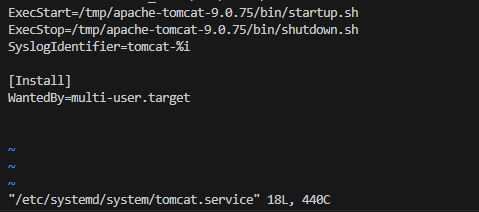 ExecStart=/tmp/apache-tomcat-9.0.75/bin/startup.sh
ExecStop=/tmp/apache-tomcat-9.0.75/bin/shutdown.sh
SyslogIdentifier=tomcat-%i
[Install]
WantedBy=multi-user.target
~
~
~
"/etc/systemd/system/tomcat.service" 18L, 440C